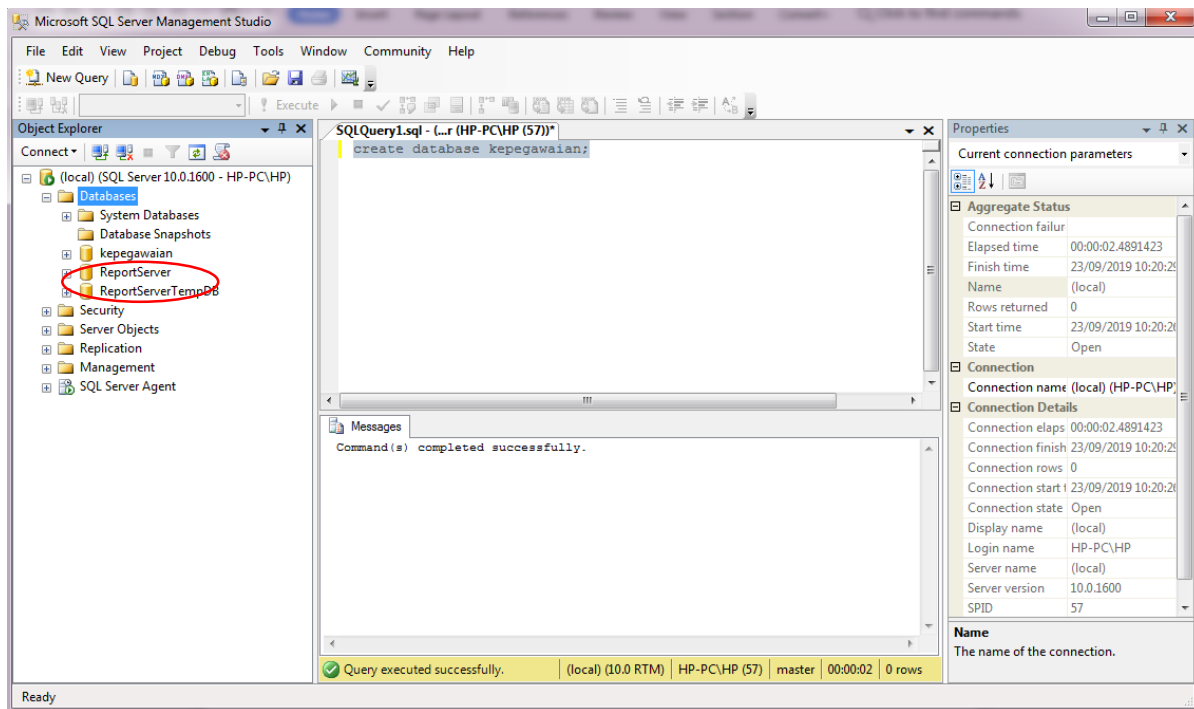 Microsoft SQL Server Management Studio
File Edit View Project Debug Tools Window Community Help
New Query
Execute
Object Explorer
Connect
(local) (SQL Server 10.0.1600 - HP-PC\HP)
Databases
System Databases
Database Snapshots
kepegawaian
ReportServer
ReportServerTempDB
Security
Server Objects
Replication
Management
SQL Server Agent
SQLQuery1.sql - (...r (HP-PC\HP (57))*
create database kepegawaian;
Messages
Command(s) completed successfully.
Query executed successfully. (local) (10.0 RTM) HP-PC\HP (57) master 00:00:02 0 rows
Properties
Current connection parameters
Aggregate Status
Connection failur
Elapsed time 00:00:02.4891423
Finish time 23/09/2019 10:20:29
Name (local)
Rows returned 0
Start time 23/09/2019 10:20:26
State Open
Connection
Connection name (local) (HP-PC\HP)
Connection Details
Connection elaps 00:00:02.4891423
Connection finish 23/09/2019 10:20:29
Connection rows 0
Connection start t 23/09/2019 10:20:26
Connection state Open
Display name (local)
Login name HP-PC\HP
Server name (local)
Server version 10.0.1600
SPID 57
Name
The name of the connection.
Ready